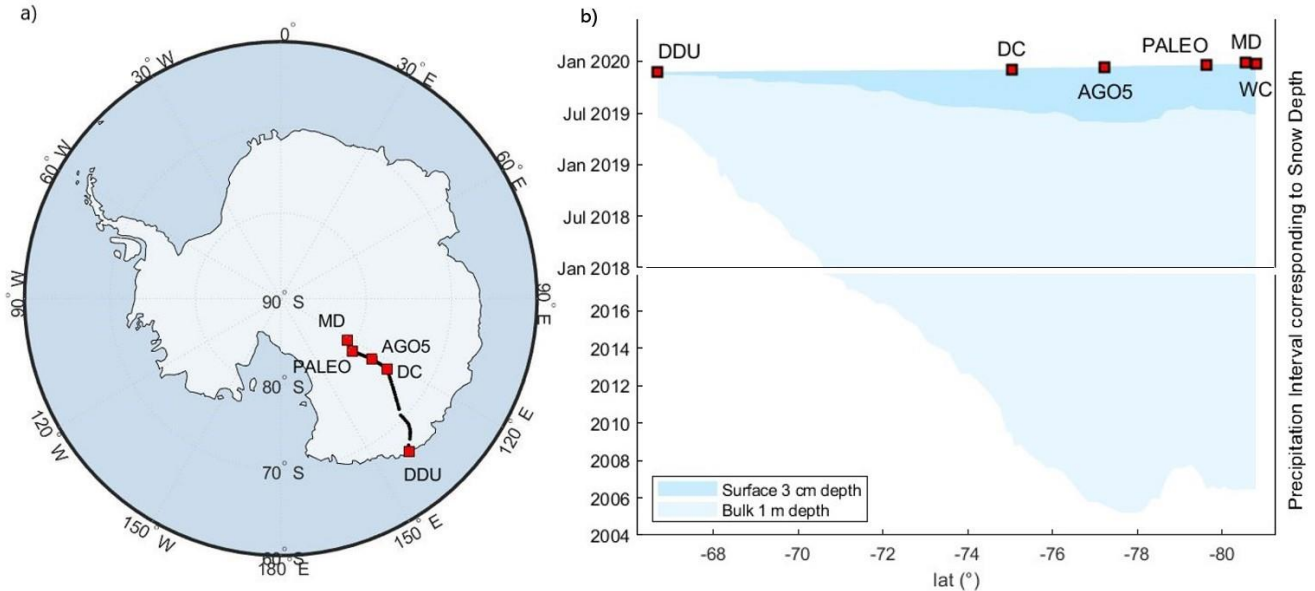 a)
0°
30° W
30° E
60° W
60° E
90° W
90° S
90° E
MD
AGO5
PALEO
DC
80° S
120° W
120° E
70° S
DDU
150° W
150° E
60° S
180° E
b)
Jan 2020
Jul 2019
Jan 2019
Jul 2018
Jan 2018
2016
2014
2012
2010
2008
2006
2004
DDU
DC
PALEO
MD
AGO5
WC
Surface 3 cm depth
Bulk 1 m depth
-68
-70
-72
-74
-76
-78
-80
lat (°)
Precipitation Interval corresponding to Snow Depth